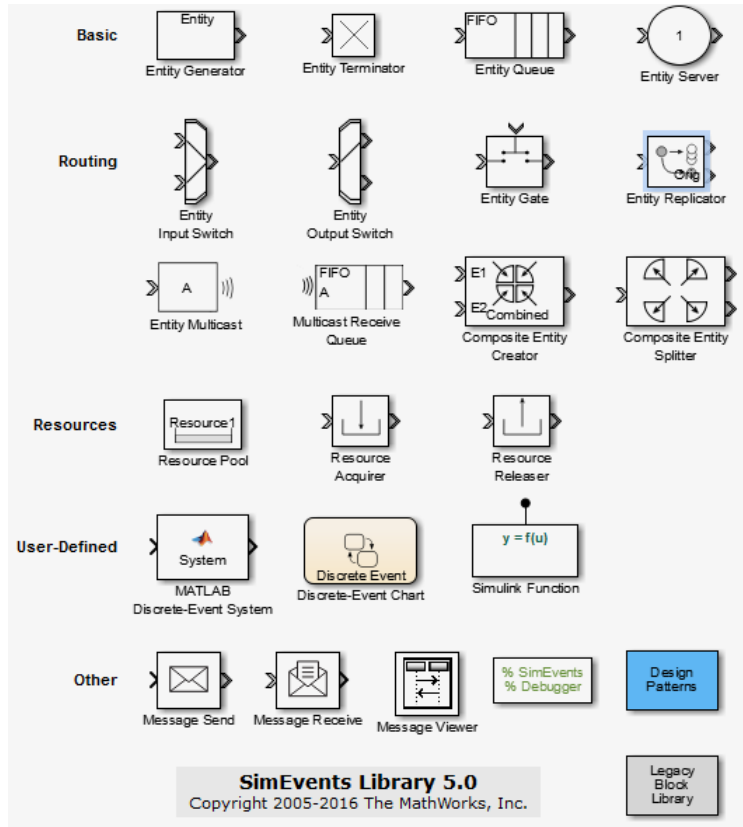 Basic
Entity
Entity Generator
Entity Terminator
FIFO
Entity Queue
1
Entity Server
Routing
Entity
Input Switch
Entity
Output Switch
Entity Gate
Orig
Entity Replicator
A
Entity Multicast
FIFO
A
Multicast Receive
Queue
E1
E2
Combined
Composite Entity
Creator
Composite Entity
Splitter
Resources
Resource1
Resource Pool
Resource
Acquirer
Resource
Releaser
User-Defined
System
MATLAB
Discrete-Event System
Discrete Event
Discrete-Event Chart
y = f(u)
Simulink Function
Other
Message Send
Message Receive
Message Viewer
% SimEvents
% Debugger
Design
Patterns
SimEvents Library 5.0
Copyright 2005-2016 The MathWorks, Inc.
Legacy
Block
Library